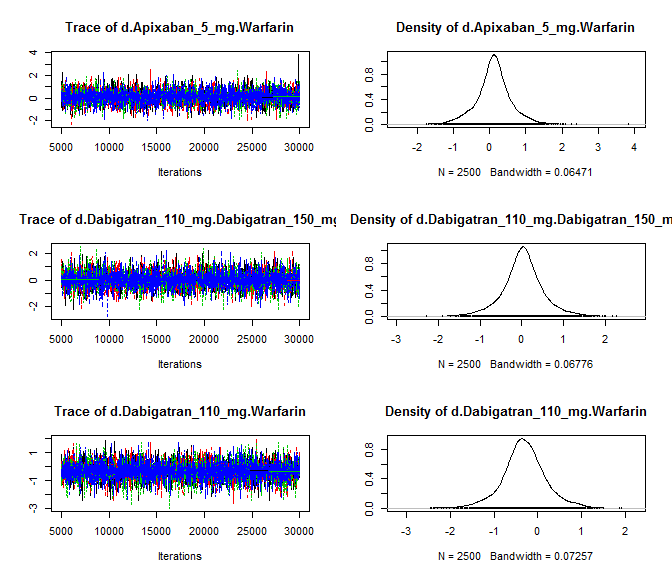 Trace of d.Apixaban_5_mg.Warfarin
4
2
0
-2
5000 10000 15000 20000 25000 30000
Iterations
Density of d.Apixaban_5_mg.Warfarin
0.8
0.4
0.0
-2 -1 0 1 2 3 4
N = 2500 Bandwidth = 0.06471
Trace of d.Dabigatran_110_mg.Dabigatran_150_mg
2
0
-2
5000 10000 15000 20000 25000 30000
Iterations
Density of d.Dabigatran_110_mg.Dabigatran_150_m
0.8
0.4
0.0
-3 -2 -1 0 1 2
N = 2500 Bandwidth = 0.06776
Trace of d.Dabigatran_110_mg.Warfarin
1
-1
-3
5000 10000 15000 20000 25000 30000
Iterations
Density of d.Dabigatran_110_mg.Warfarin
0.8
0.4
0.0
-3 -2 -1 0 1 2
N = 2500 Bandwidth = 0.07257